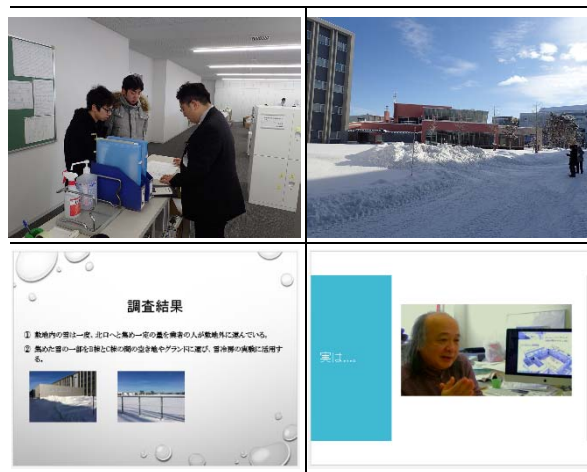 調査結果
① 敷地内の雪は一度、北口へと集め一定の量を業者の人が敷地外に運んでいる。
② 集めた雪の一部をB棟とC棟の間の空き地やグランドに運び、雪冷房の実験に活用す
る。
実は….